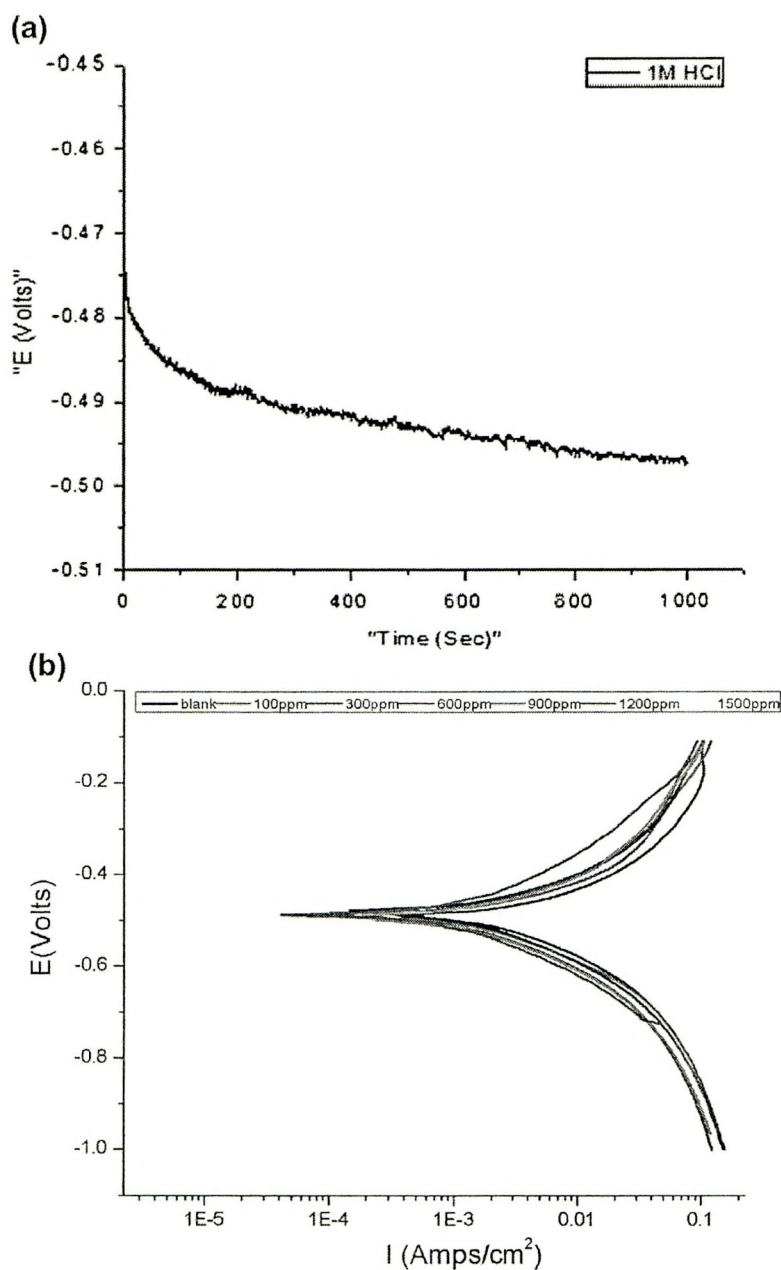 (a)
-0.45
1M HCl
-0.46
-0.47
-0.48
-0.49
-0.50
-0.51
"E (Volts)"
0 200 400 600 800 1000
"Time (Sec)"
(b)
0.0
blank 100ppm 300ppm 600ppm 900ppm 1200ppm 1500ppm
-0.2
-0.4
-0.6
-0.8
-1.0
E(Volts)
1E-5 1E-4 1E-3 0.01 0.1
I (Amps/cm²)